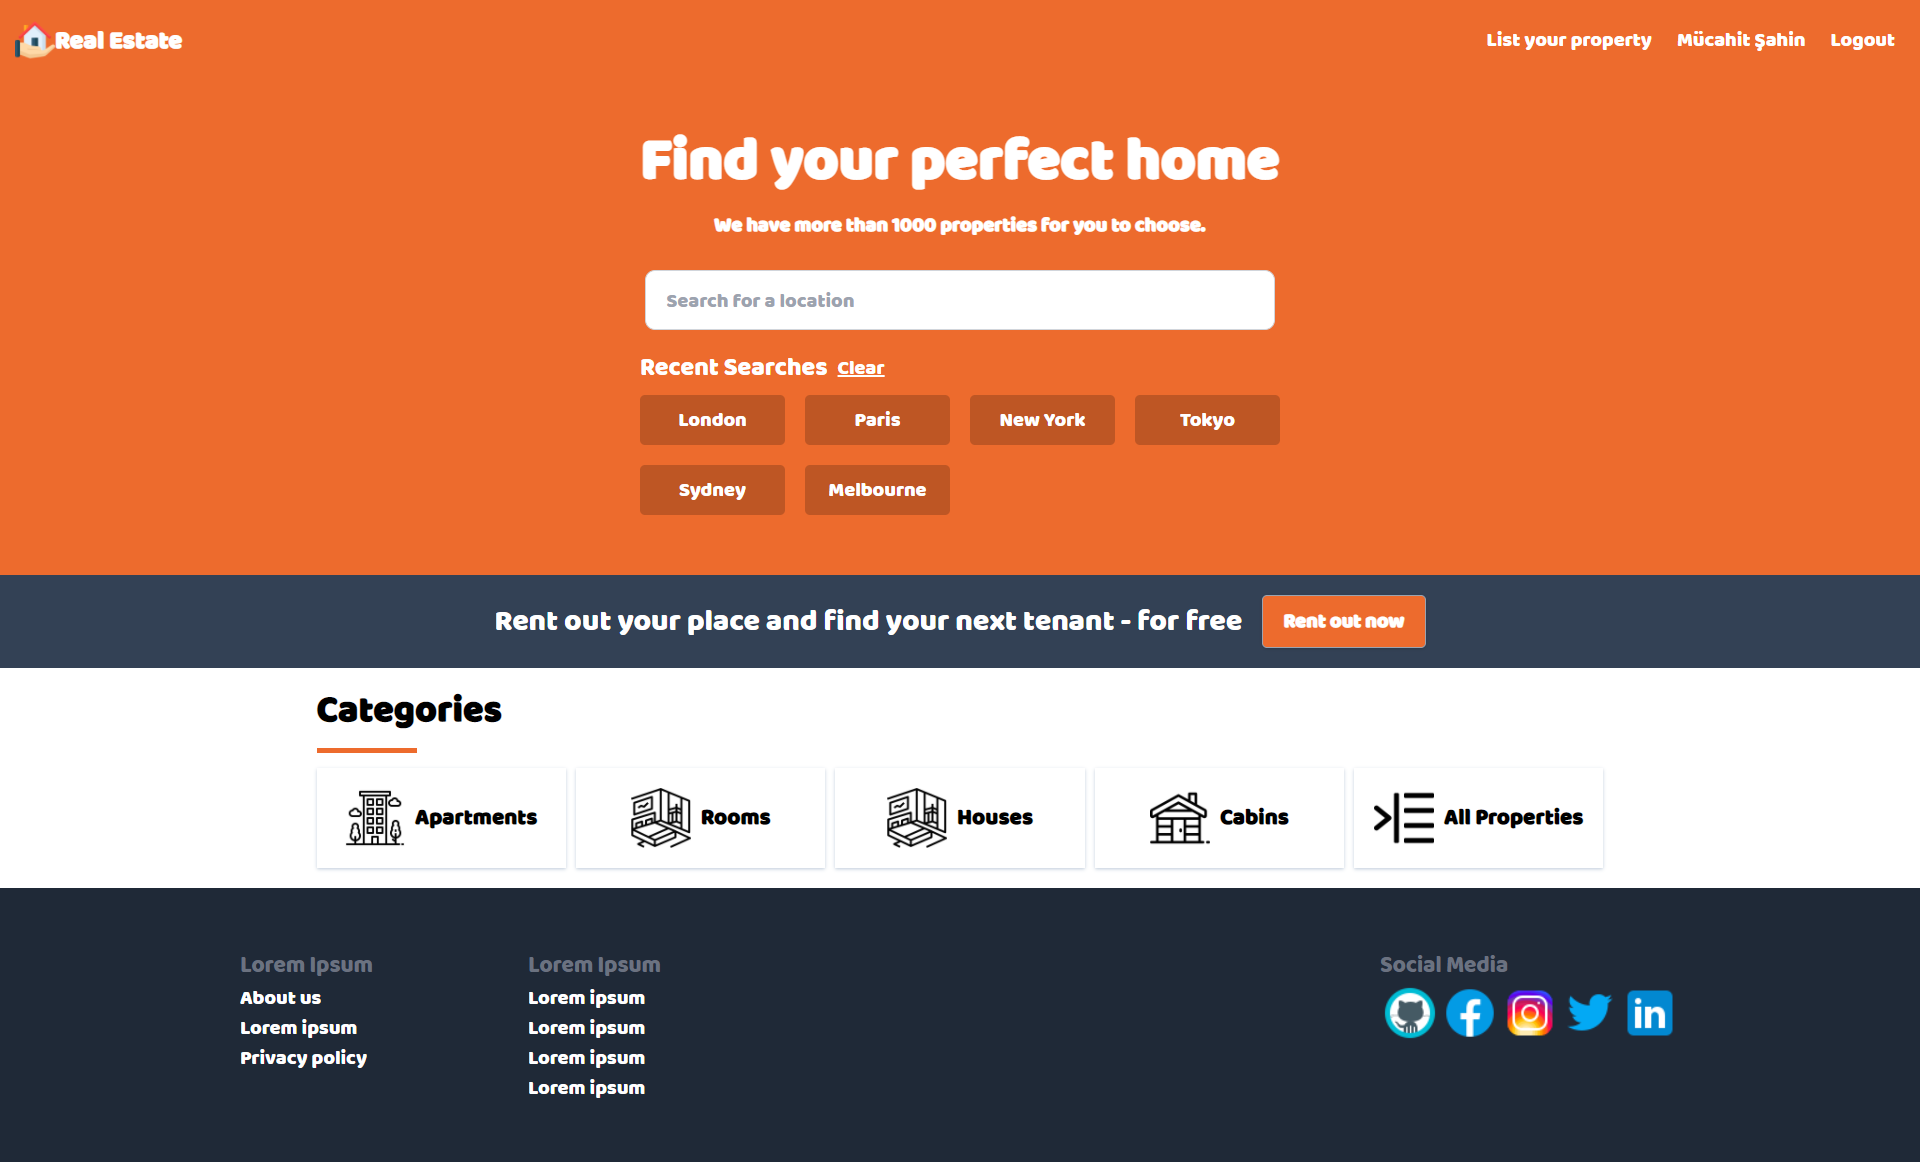 Real Estate
List your property
Mücahit Şahin
Logout
Find your perfect home
We have more than 1000 properties for you to choose.
Search for a location
Recent Searches Clear
London
Paris
New York
Tokyo
Sydney
Melbourne
Rent out your place and find your next tenant - for free
Rent out now
Categories
Apartments
Rooms
Houses
Cabins
All Properties
Lorem Ipsum
About us
Lorem ipsum
Privacy policy
Lorem Ipsum
Lorem ipsum
Lorem ipsum
Lorem ipsum
Lorem ipsum
Social Media
in